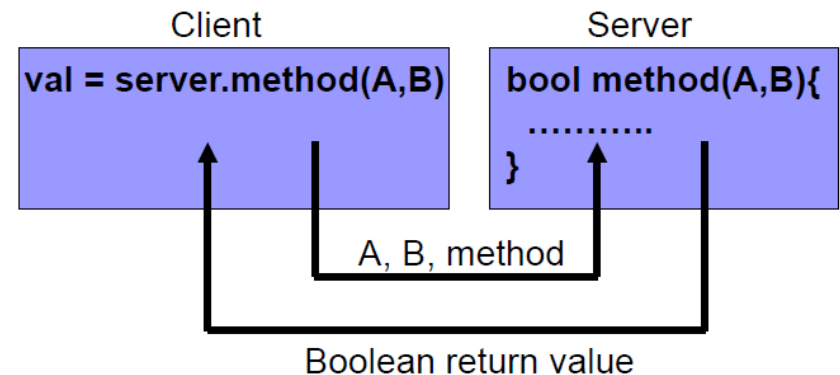 Client
Server
val = server.method(A,B)
bool method(A,B){
...........
}
A, B, method
Boolean return value